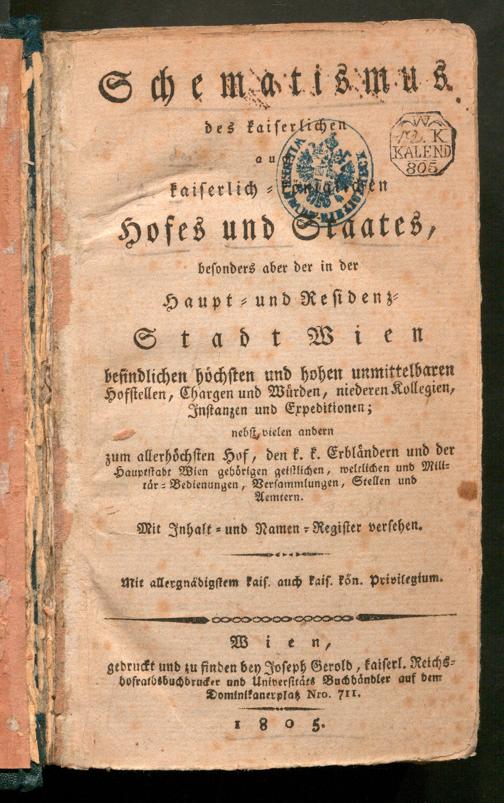 Schematismus
des kaiserlichen
auch
kaiserlich-königlichen
Hofes und Staates,
besonders aber der in der
Haupt- und Residenz-
Stadt Wien
befindlichen höchsten und hohen unmittelbaren
Hofstellen, Chargen und Würden, niederen Kollegien,
Instanzen und Expeditionen;
nebst vielen andern
zum allerhöchsten Hof, den k. k. Erbländern und der
Hauptstadt Wien gehörigen geistlichen, weltlichen und Mili-
tär-Bedienungen, Versammlungen, Stellen und
Aemtern.
Mit Inhalt- und Namen-Register versehen.
Mit allergnädigstem kais. auch kais. kön. Privilegium.
Wien,
gedruckt und zu finden bey Joseph Gerold, kaiserl. Reichs-
hofrathsbuchdrucker und Universitäts Buchhändler auf dem
Dominikanerplatz Nro. 711.
1805.
W
12. K
KALEND
805